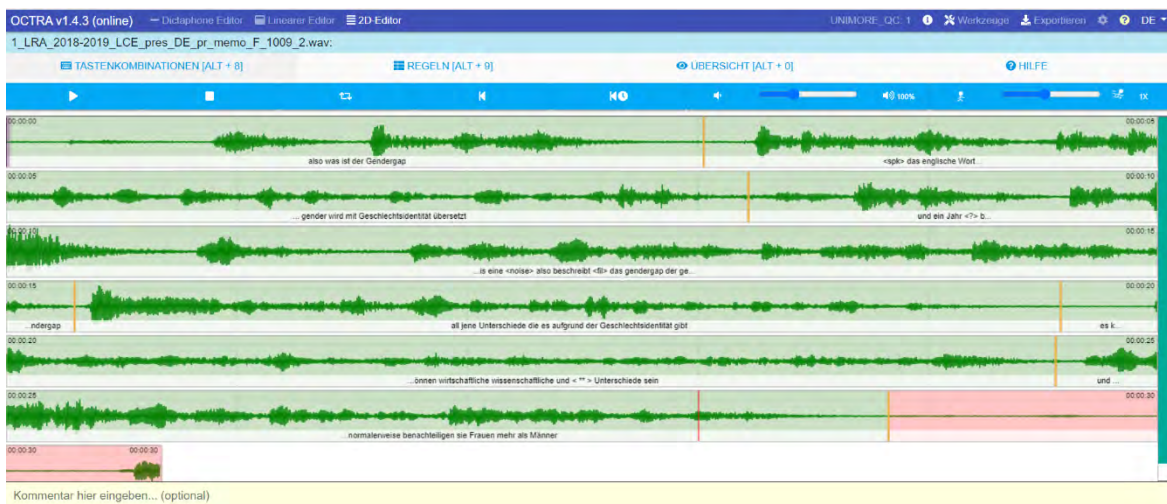 OCTRA v1.4.3 (online) Dictaphone Editor Linearer Editor 2D-Editor UNIMORE_QC: 1 Werkzeuge Exportieren DE
1_LRA_2018-2019_LCE_pres_DE_pr_memo_F_1009_2.wav:
TASTENKOMBINATIONEN [ALT + 8] REGELN [ALT + 9] ÜBERSICHT [ALT + 0] HILFE
100% 1X
00:00:00 00:00:05
also was ist der Gendergap <spk> das englische Wort...
00:00:05 00:00:10
... gender wird mit Geschlechtsidentität übersetzt und ein Jahr <?> b...
00:00:10 00:00:15
...is eine <noise> also beschreibt <fil> das gendergap der ge...
00:00:15 00:00:20
...ndergap all jene Unterschiede die es aufgrund der Geschlechtsidentität gibt es k...
00:00:20 00:00:25
...önnen wirtschaftliche wissenschaftliche und < ** > Unterschiede sein und ...
00:00:25 00:00:30
...normalerweise benachteiligen sie Frauen mehr als Männer
00:00:30 00:00:30
Kommentar hier eingeben... (optional)